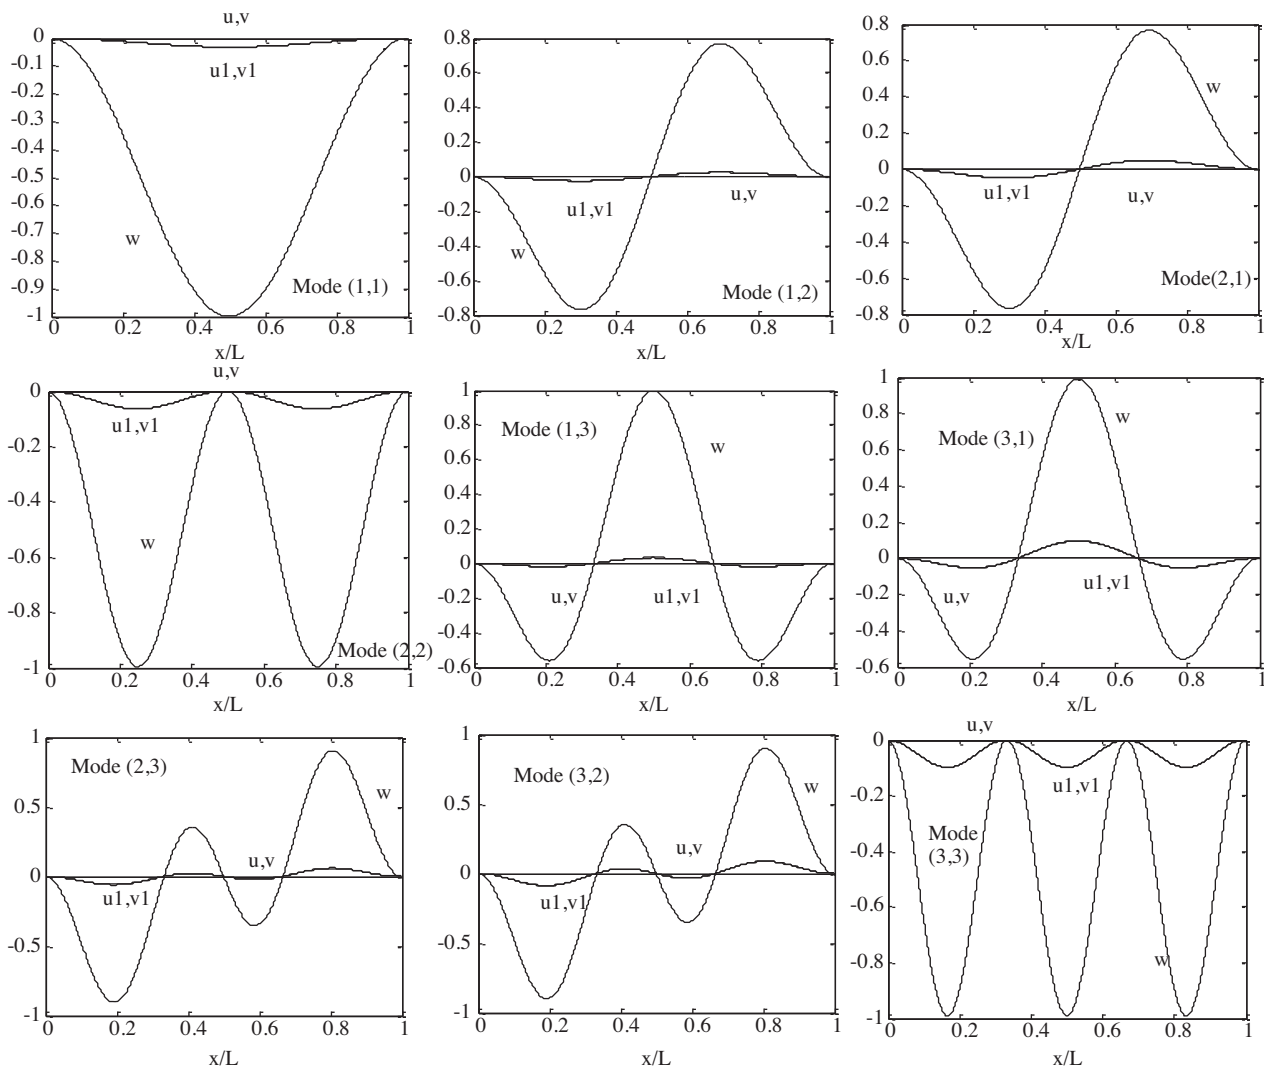 u,v
0
-0.1
-0.2
-0.3
-0.4
-0.5
-0.6
-0.7
-0.8
-0.9
-1
u1,v1
w
Mode (1,1)
0 0.2 0.4 0.6 0.8 1
x/L
0.8
0.6
0.4
0.2
0
-0.2
-0.4
-0.6
-0.8
u1,v1
u,v
w
Mode (1,2)
0 0.2 0.4 0.6 0.8 1
x/L
0.8
0.6
0.4
0.2
0
-0.2
-0.4
-0.6
-0.8
w
u1,v1
u,v
Mode(2,1)
0 0.2 0.4 0.6 0.8 1
x/L
u,v
0
-0.2
-0.4
-0.6
-0.8
-1
u1,v1
w
Mode (2,2)
0 0.2 0.4 0.6 0.8 1
x/L
1
0.8
0.6
0.4
0.2
0
-0.2
-0.4
-0.6
Mode (1,3)
w
u,v
u1,v1
0 0.2 0.4 0.6 0.8 1
x/L
1
0.8
0.6
0.4
0.2
0
-0.2
-0.4
-0.6
w
Mode (3,1)
u,v
u1,v1
0 0.2 0.4 0.6 0.8 1
x/L
1
0.5
0
-0.5
-1
Mode (2,3)
w
u,v
u1,v1
0 0.2 0.4 0.6 0.8 1
x/L
1
0.5
0
-0.5
-1
Mode (3,2)
w
u,v
u1,v1
0 0.2 0.4 0.6 0.8 1
x/L
u,v
0
-0.2
-0.4
-0.6
-0.8
-1
u1,v1
Mode
(3,3)
w
0 0.2 0.4 0.6 0.8 1
x/L